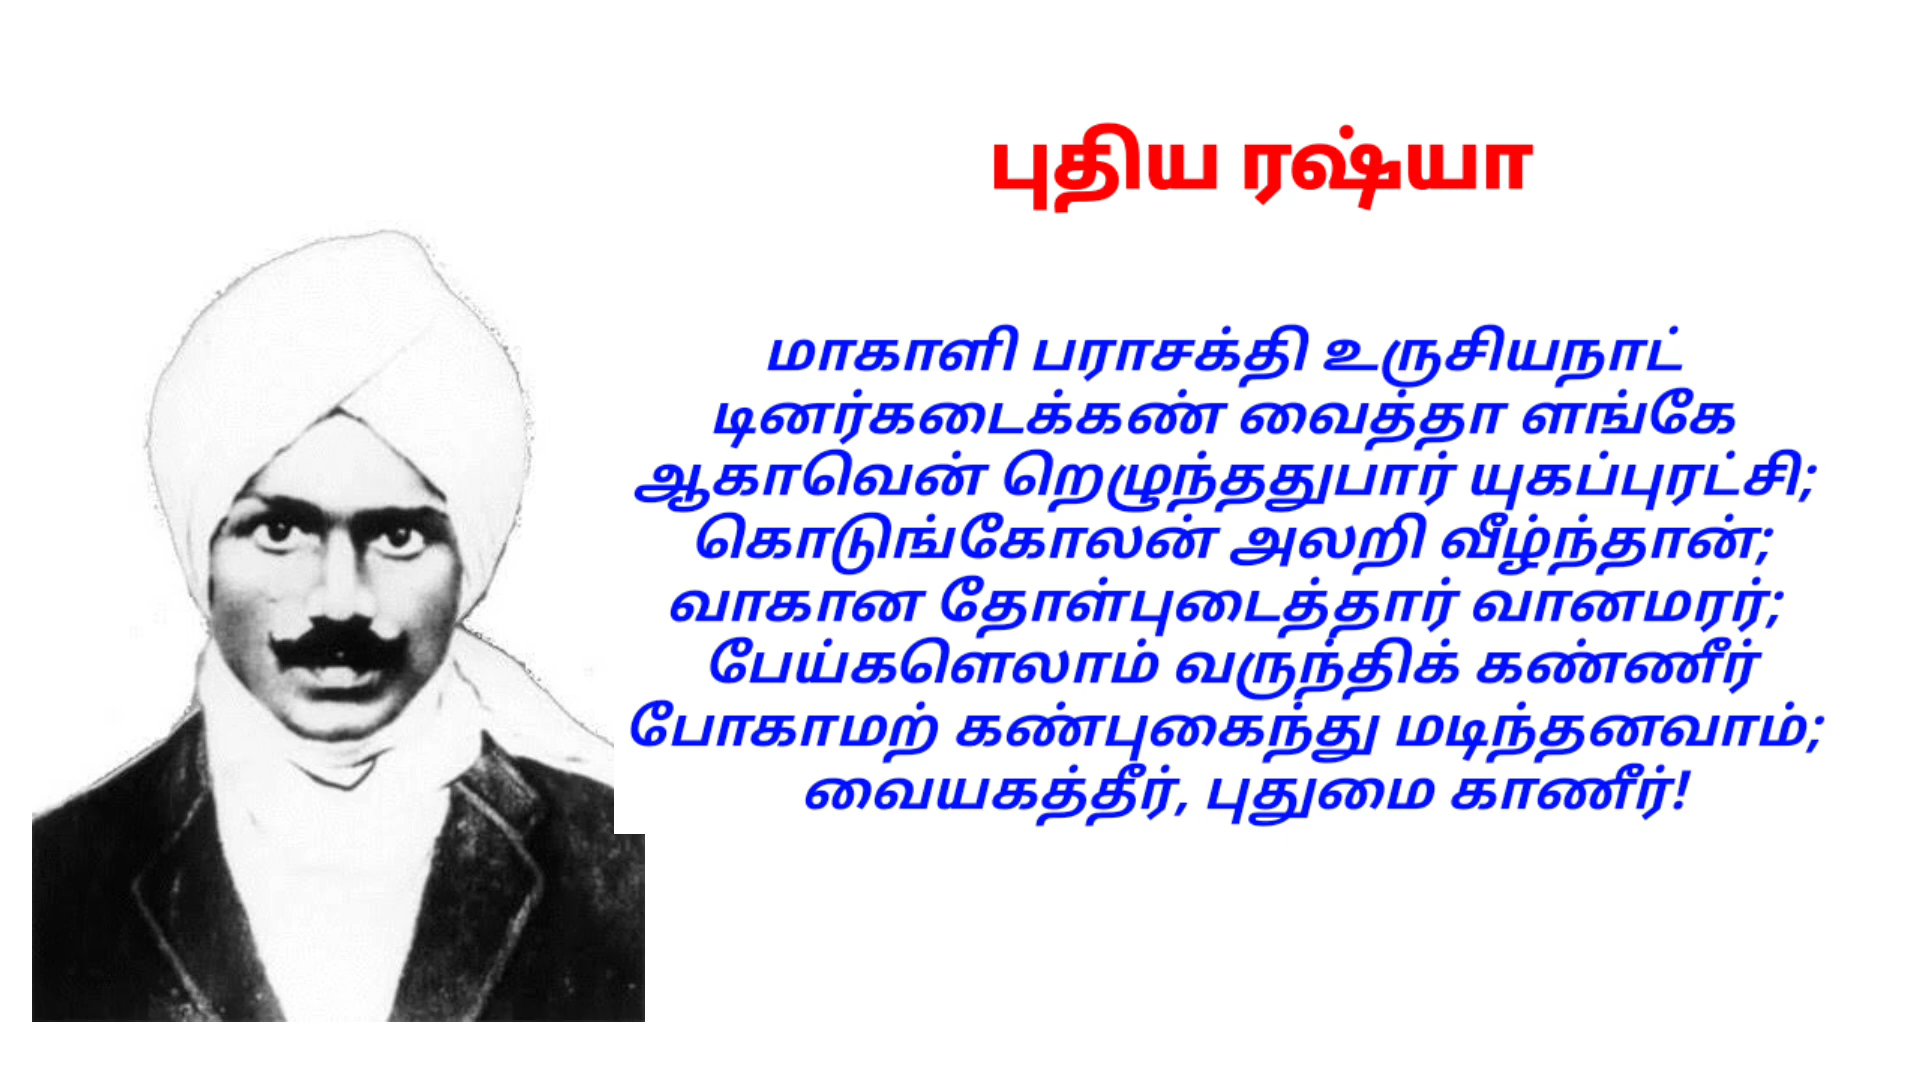 புதிய ரஷ்யா
மாகாளி பராசக்தி உருசியநாட்
டினர்கடைக்கண் வைத்தா ளங்கே
ஆகாவென் றெழுந்ததுபார் யுகப்புரட்சி;
கொடுங்கோலன் அலறி வீழ்ந்தான்;
வாகான தோள்புடைத்தார் வானமரர்;
பேய்களெலாம் வருந்திக் கண்ணீர்
போகாமற் கண்புகைந்து மடிந்தனவாம்;
வையகத்தீர், புதுமை காணீர்!